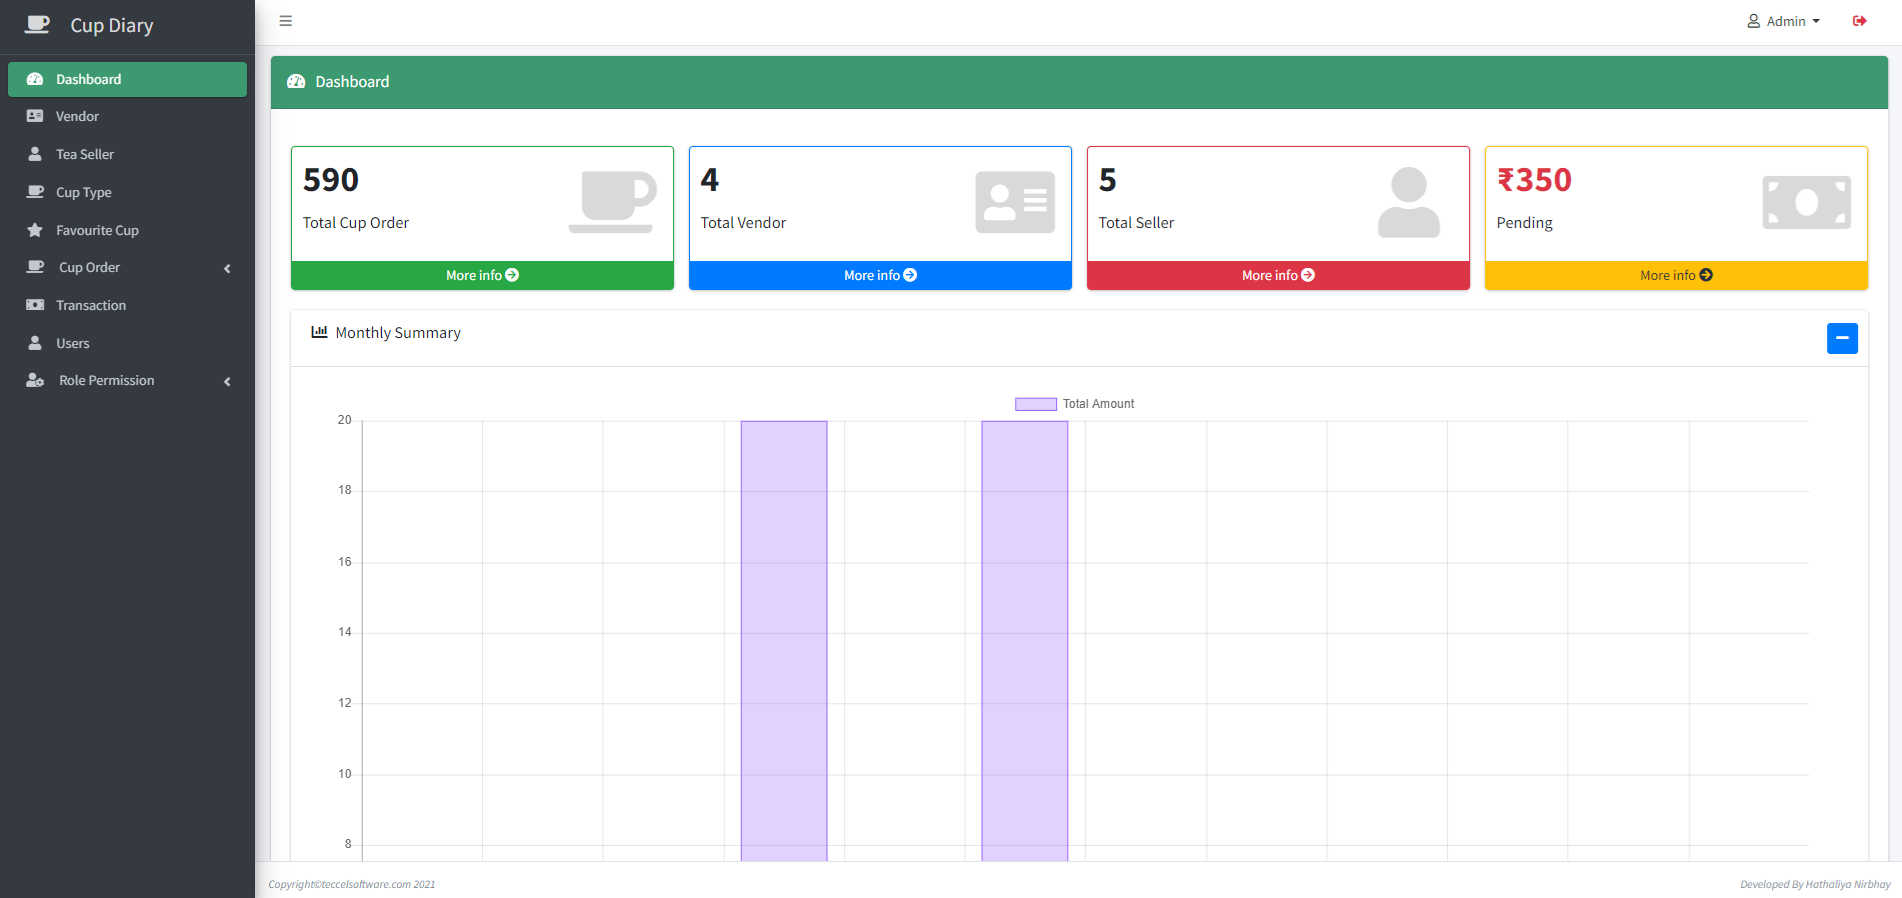 Cup Diary
Admin
Dashboard
Vendor
Tea Seller
Cup Type
Favourite Cup
Cup Order
Transaction
Users
Role Permission
Dashboard
590
Total Cup Order
More info
4
Total Vendor
More info
5
Total Seller
More info
₹350
Pending
More info
Monthly Summary
Total Amount
20
18
16
14
12
10
8
Copyright©teccelsoftware.com 2021
Developed By Hathaliya Nirbhay